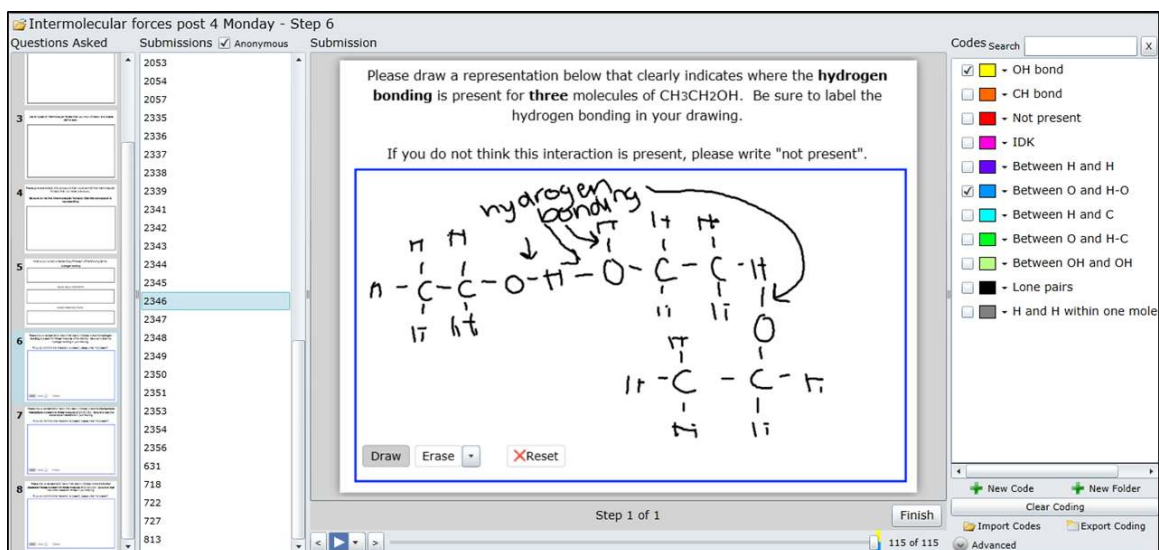 Intermolecular forces post 4 Monday - Step 6
Questions Asked
Submissions Anonymous
Submission
Codes Search X
3
4
5
6
7
8
2053
2054
2057
2335
2336
2337
2338
2339
2341
2342
2343
2344
2345
2346
2347
2348
2349
2350
2351
2353
2354
2356
631
718
722
727
813
Please draw a representation below that clearly indicates where the hydrogen
bonding is present for three molecules of CH3CH2OH. Be sure to label the
hydrogen bonding in your drawing.
If you do not think this interaction is present, please write "not present".
hydrogen
bonding
H H H H H
H - C - C - O - H - O - C - C - H
H H H H O
H
H - C - C - H
H H
Draw Erase Reset
Step 1 of 1 Finish
115 of 115
OH bond
CH bond
Not present
IDK
Between H and H
Between O and H-O
Between H and C
Between O and H-C
Between OH and OH
Lone pairs
H and H within one mole
New Code New Folder
Clear Coding
Import Codes Export Coding
Advanced